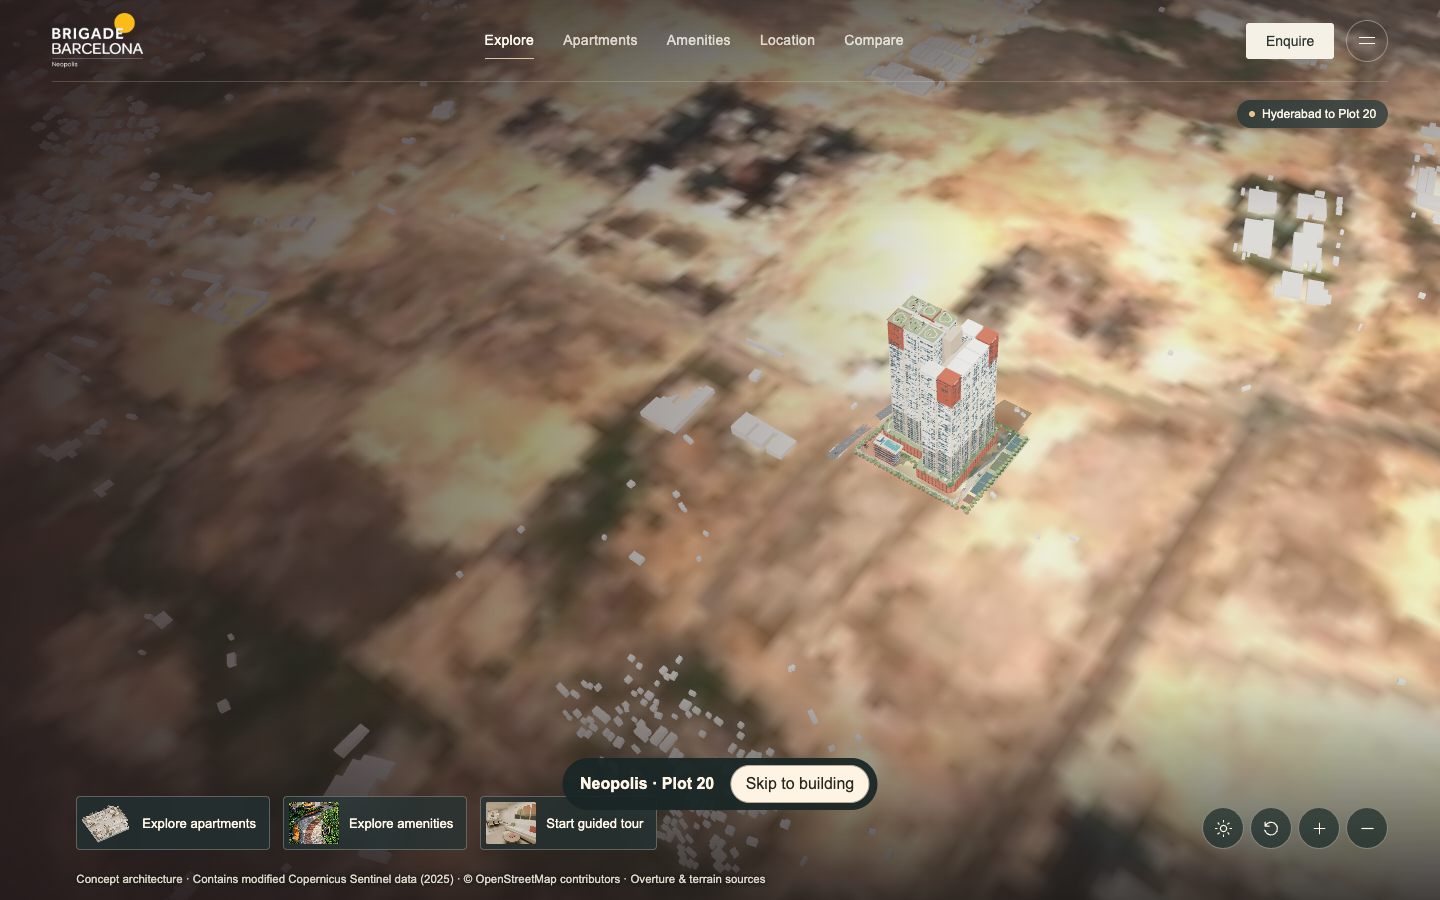 BRIGADE
BARCELONA
Neopolis
Explore
Apartments
Amenities
Location
Compare
Enquire
Hyderabad to Plot 20
Neopolis · Plot 20
Skip to building
Explore apartments
Explore amenities
Start guided tour
Concept architecture · Contains modified Copernicus Sentinel data (2025) · © OpenStreetMap contributors · Overture & terrain sources